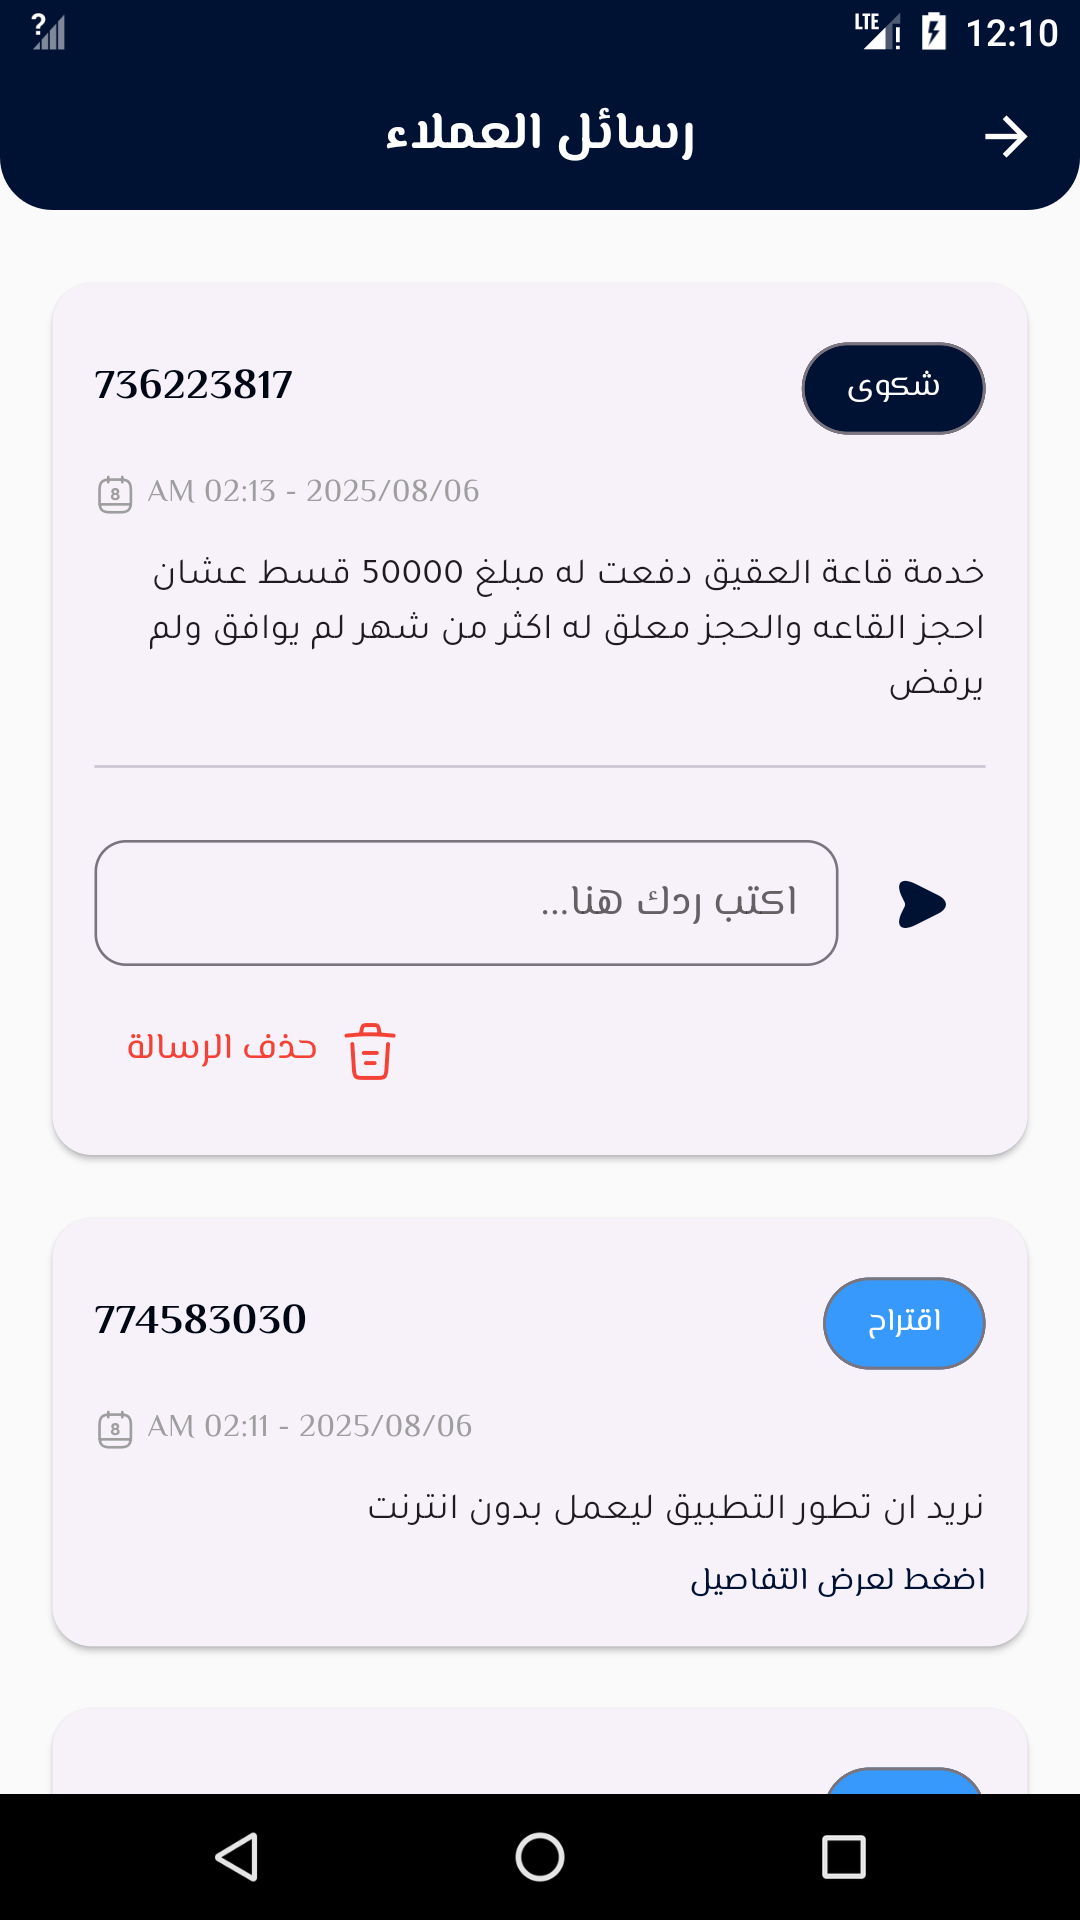 LTE 12:10
رسائل العملاء
شكوى
736223817
8
AM 02:13 - 2025/08/06
خدمة قاعة العقيق دفعت له مبلغ 50000 قسط عشان
احجز القاعه والحجز معلق له اكثر من شهر لم يوافق ولم
يرفض
اكتب ردك هنا...
حذف الرسالة
اقتراح
774583030
8
AM 02:11 - 2025/08/06
نريد ان تطور التطبيق ليعمل بدون انترنت
اضغط لعرض التفاصيل